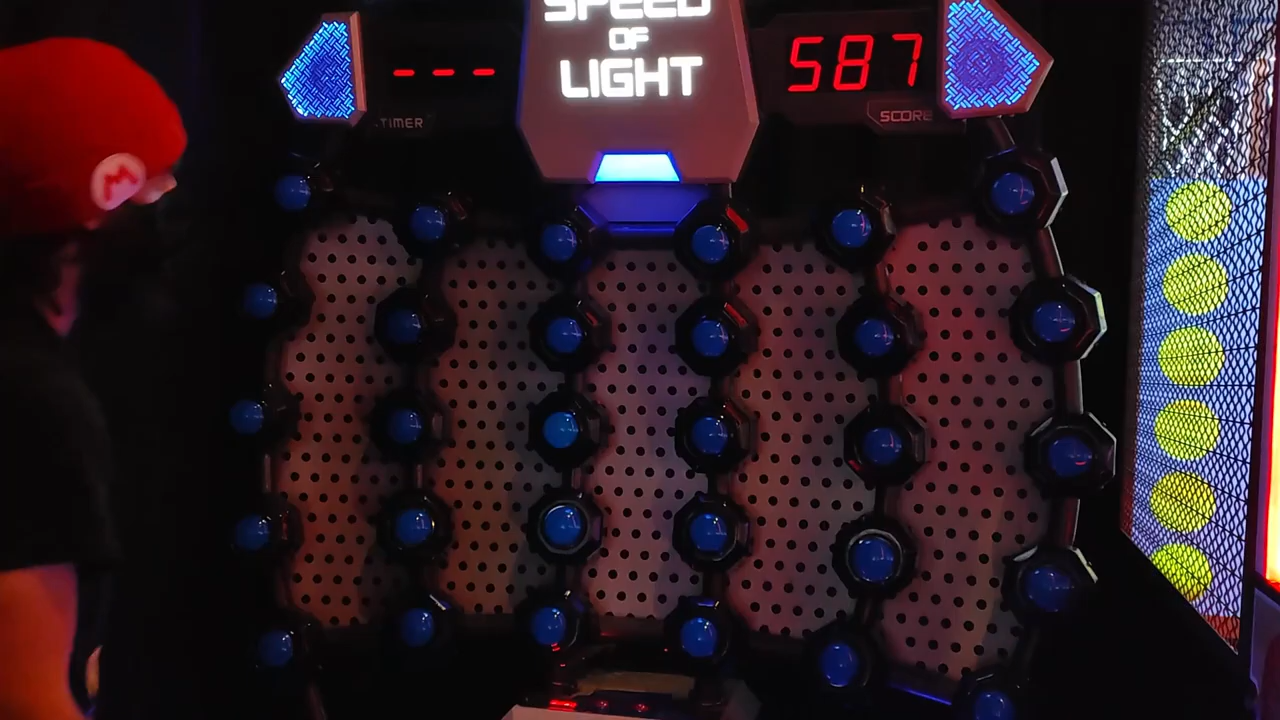 SPEED
OF
LIGHT
---
TIMER
587
SCORE
M